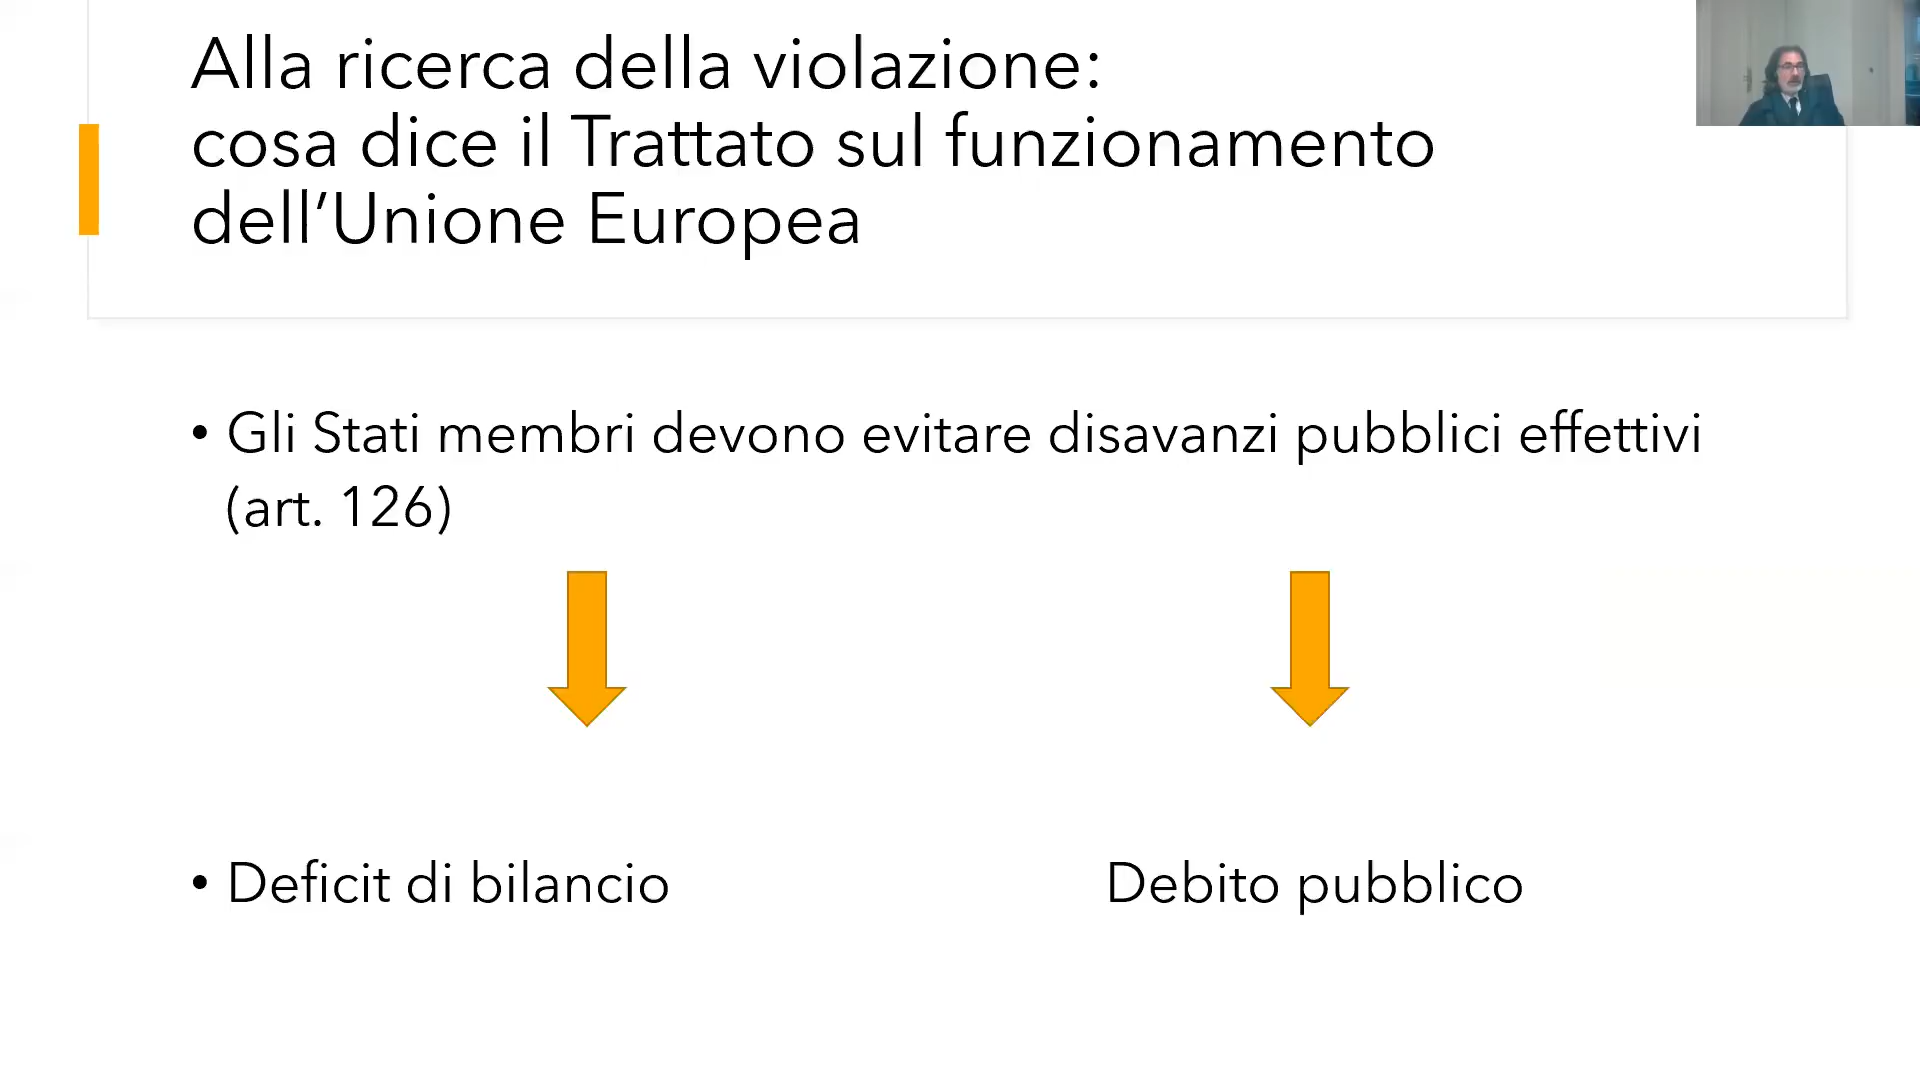 Alla ricerca della violazione:
cosa dice il Trattato sul funzionamento
dell’Unione Europea
• Gli Stati membri devono evitare disavanzi pubblici effettivi
(art. 126)
• Deficit di bilancio
Debito pubblico